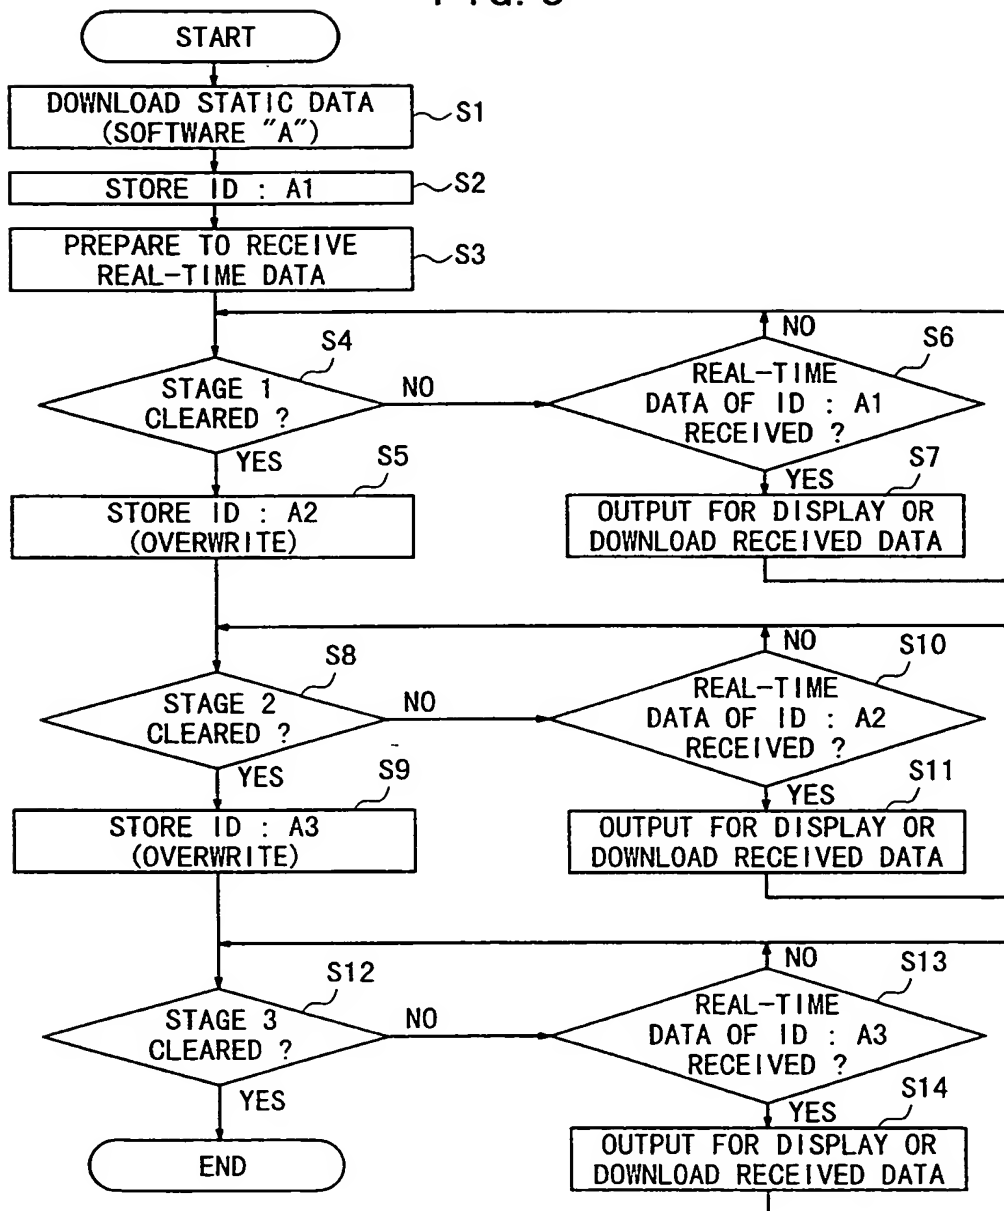 START
DOWNLOAD STATIC DATA
(SOFTWARE "A")
S1
STORE ID : A1
S2
PREPARE TO RECEIVE
REAL-TIME DATA
S3
S4
STAGE 1
CLEARED ?
NO
YES
S6
NO
REAL-TIME
DATA OF ID : A1
RECEIVED ?
YES
S5
STORE ID : A2
(OVERWRITE)
S7
OUTPUT FOR DISPLAY OR
DOWNLOAD RECEIVED DATA
S8
STAGE 2
CLEARED ?
NO
YES
S10
NO
REAL-TIME
DATA OF ID : A2
RECEIVED ?
YES
S9
STORE ID : A3
(OVERWRITE)
S11
OUTPUT FOR DISPLAY OR
DOWNLOAD RECEIVED DATA
S12
STAGE 3
CLEARED ?
NO
YES
S13
NO
REAL-TIME
DATA OF ID : A3
RECEIVED ?
YES
END
S14
OUTPUT FOR DISPLAY OR
DOWNLOAD RECEIVED DATA